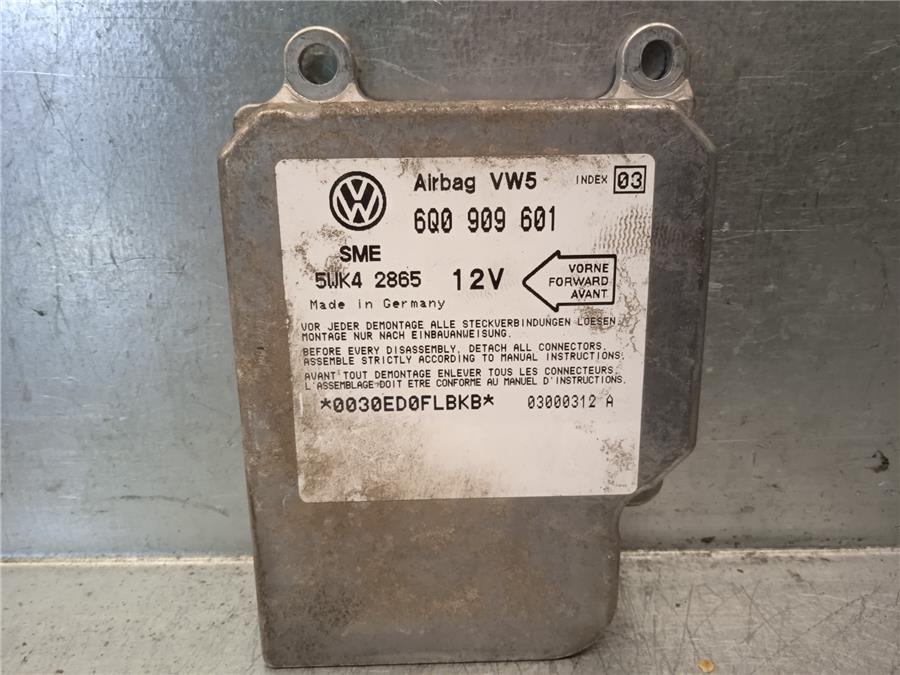 Airbag VW5 INDEX 03
6Q0 909 601
SME
5WK4 2865 12V
VORNE
FORWARD
AVANT
Made in Germany
VOR JEDER DEMONTAGE ALLE STECKVERBINDUNGEN LOESEN.
MONTAGE NUR NACH EINBAUANWEISUNG.
BEFORE EVERY DISASSEMBLY, DETACH ALL CONNECTORS.
ASSEMBLE STRICTLY ACCORDING TO MANUAL INSTRUCTIONS.
AVANT TOUT DEMONTAGE ENLEVER TOUS LES CONNECTEURS.
L'ASSEMBLAGE DOIT ETRE CONFORME AU MANUEL D'INSTRUCTIONS.
*0030ED0FLBKB* 03000312 A